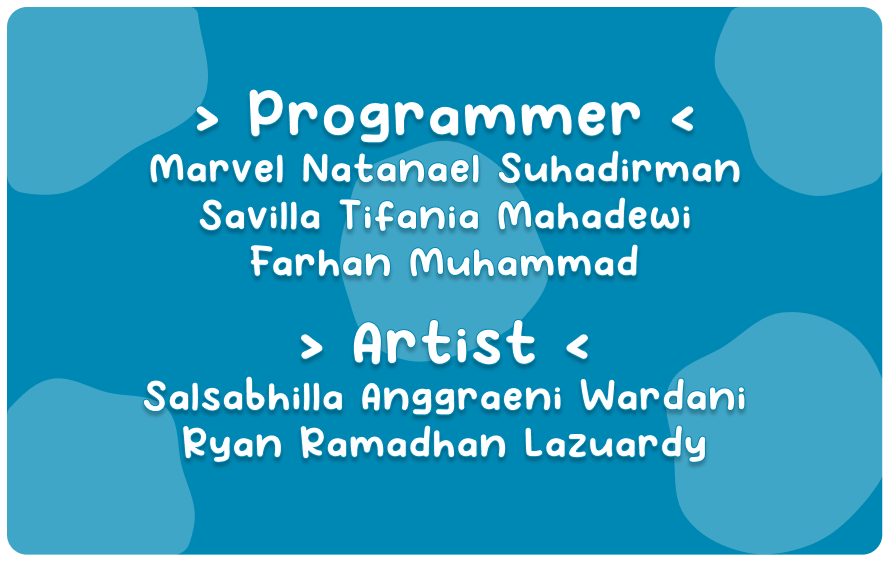 > Programmer <
Marvel Natanael Suhadirman
Savilla Tifania Mahadewi
Farhan Muhammad
> Artist <
Salsabhilla Anggraeni Wardani
Ryan Ramadhan Lazuardy